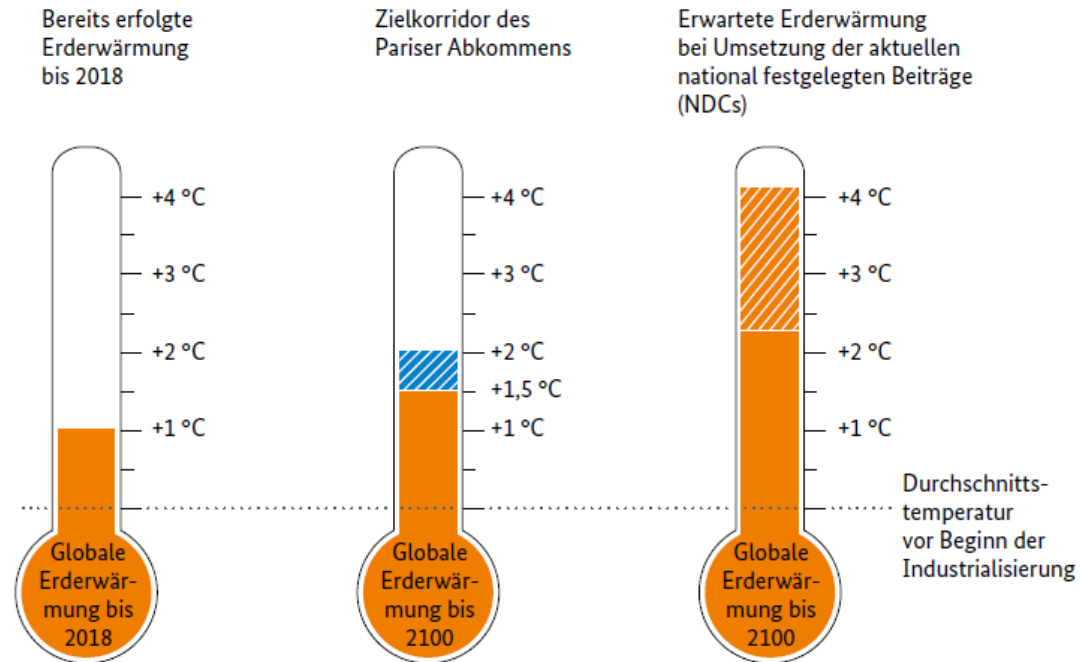 Bereits erfolgte
Erderwärmung
bis 2018
Zielkorridor des
Pariser Abkommens
Erwartete Erderwärmung
bei Umsetzung der aktuellen
national festgelegten Beiträge
(NDCs)
+4 °C
+3 °C
+2 °C
+1 °C
Globale
Erderwär-
mung bis
2018
+4 °C
+3 °C
+2 °C
+1,5 °C
+1 °C
Globale
Erderwär-
mung bis
2100
+4 °C
+3 °C
+2 °C
+1 °C
Globale
Erderwär-
mung bis
2100
Durchschnitts-
temperatur
vor Beginn der
Industrialisierung